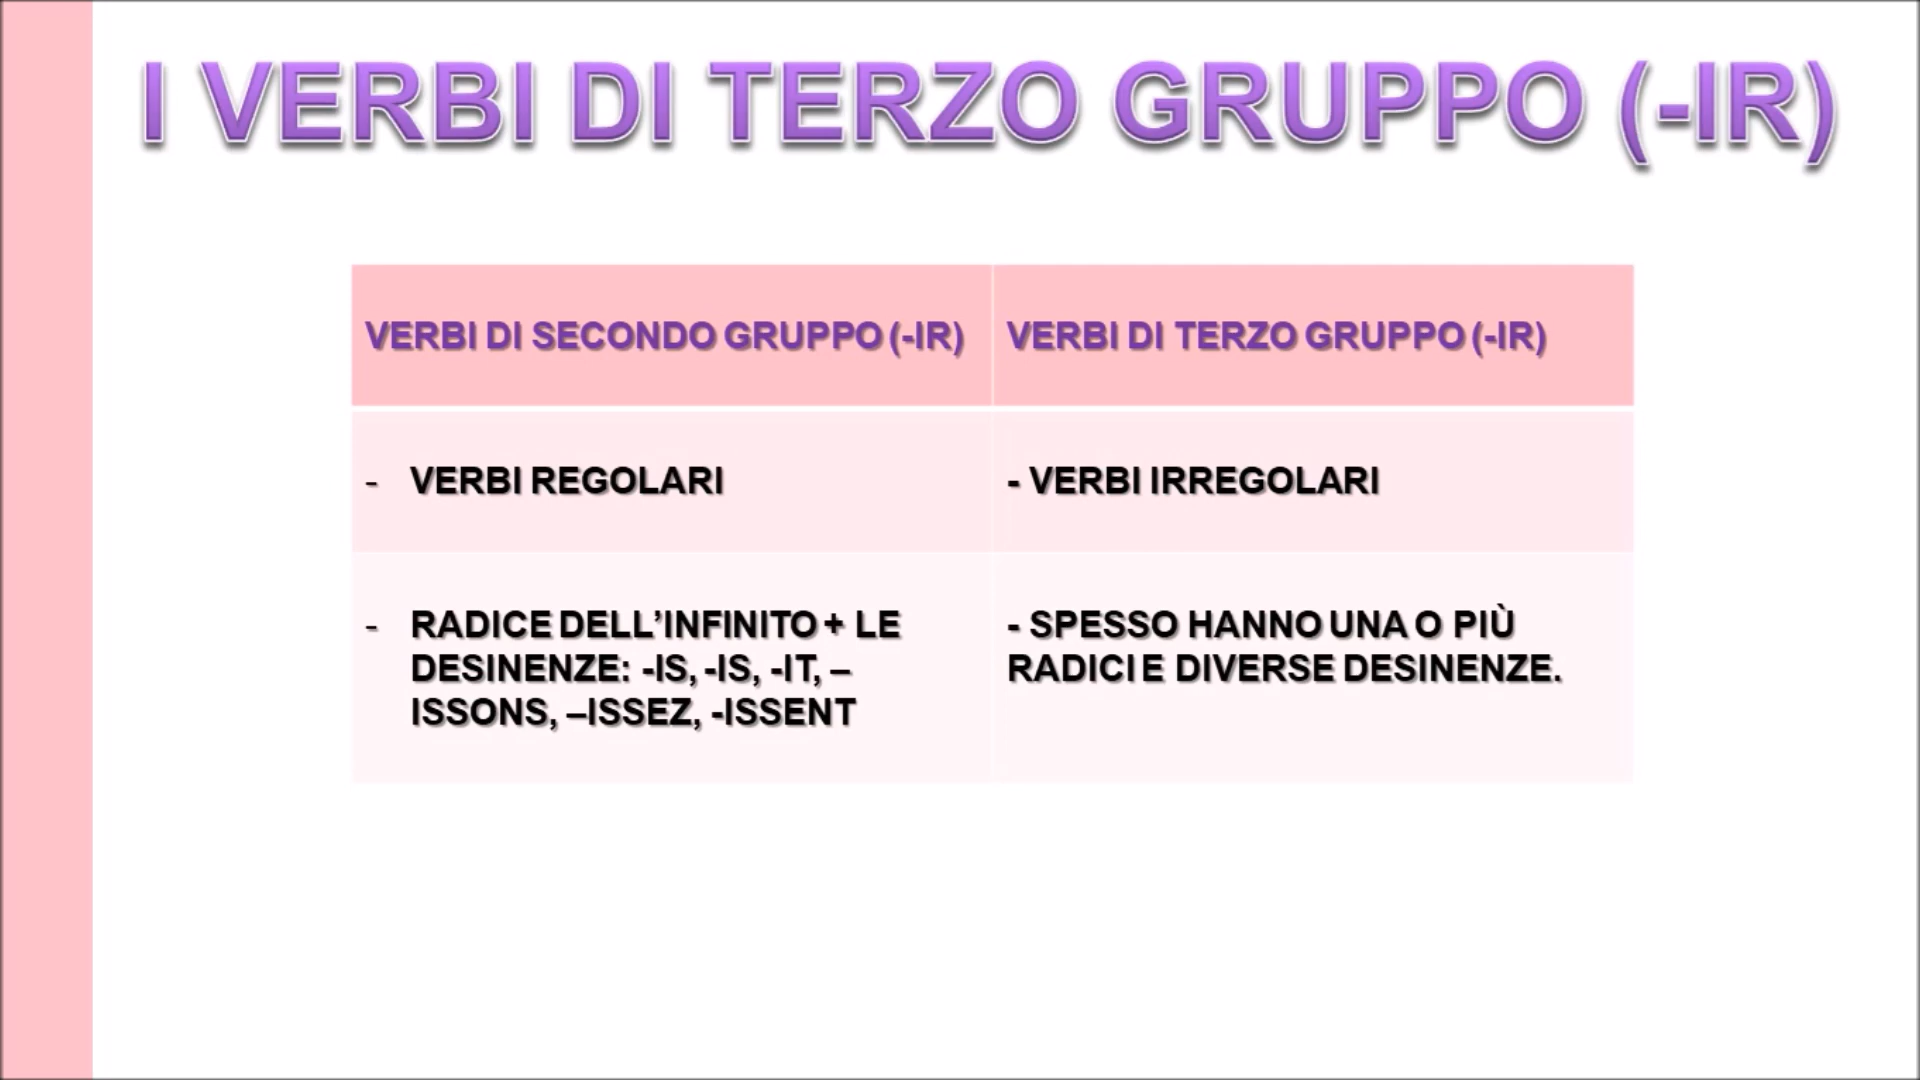 I VERBI DI TERZO GRUPPO (-IR)
VERBI DI SECONDO GRUPPO (-IR)
VERBI DI TERZO GRUPPO (-IR)
- VERBI REGOLARI
- VERBI IRREGOLARI
- RADICE DELL’INFINITO + LE
DESINENZE: -IS, -IS, -IT, –
ISSONS, –ISSEZ, -ISSENT
- SPESSO HANNO UNA O PIÙ
RADICI E DIVERSE DESINENZE.